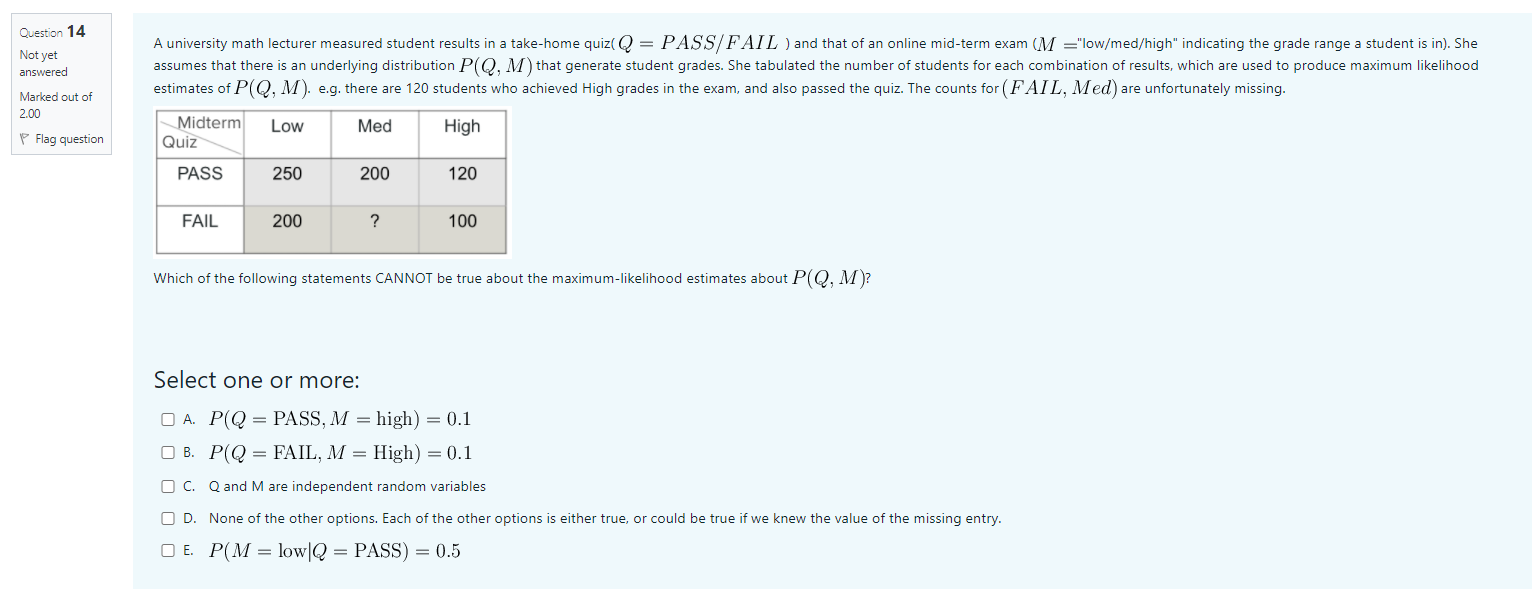 Question 14
Not yet
answered
Marked out of
2.00
Flag question
A university math lecturer measured student results in a take-home quiz( Q = PASS/FAIL ) and that of an online mid-term exam (M ="low/med/high" indicating the grade range a student is in). She
assumes that there is an underlying distribution P(Q, M) that generate student grades. She tabulated the number of students for each combination of results, which are used to produce maximum likelihood
estimates of P(Q, M). e.g. there are 120 students who achieved High grades in the exam, and also passed the quiz. The counts for (FAIL, Med) are unfortunately missing.
Midterm Low Med High
Quiz
PASS 250 200 120
FAIL 200 ? 100
Which of the following statements CANNOT be true about the maximum-likelihood estimates about P(Q, M)?
Select one or more:
A. P(Q = PASS, M = high) = 0.1
B. P(Q = FAIL, M = High) = 0.1
C. Q and M are independent random variables
D. None of the other options. Each of the other options is either true, or could be true if we knew the value of the missing entry.
E. P(M = low|Q = PASS) = 0.5